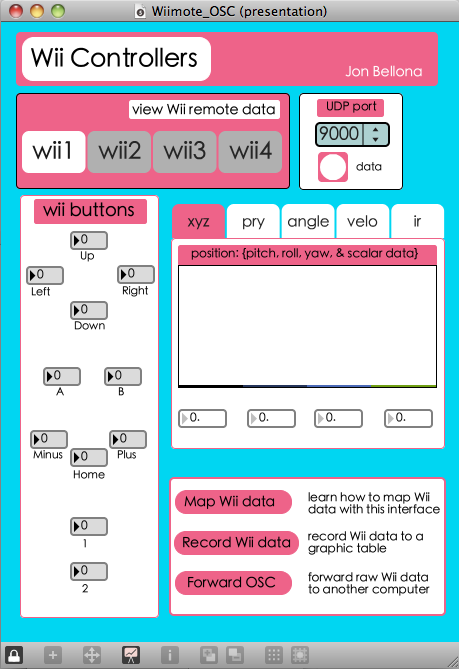 Wiimote_OSC (presentation)
Wii Controllers
Jon Bellona
view Wii remote data
wii1 wii2 wii3 wii4
UDP port
9000
data
wii buttons
0
Up
0 0
Left Right
0
Down
0 0
A B
0 0
Minus Plus
0
Home
0
1
0
2
xyz pry angle velo ir
position: {pitch, roll, yaw, & scalar data}
0. 0. 0. 0.
Map Wii data
learn how to map Wii
data with this interface
Record Wii data
record Wii data to a
graphic table
Forward OSC
forward raw Wii data
to another computer